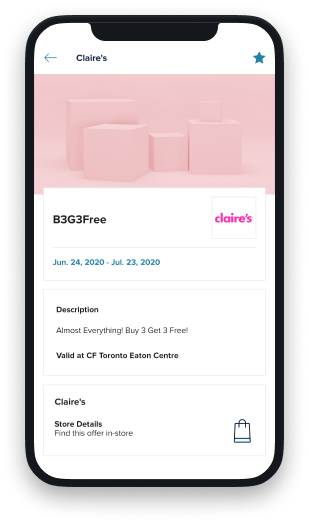 Claire's
B3G3Free
claire's
Jun. 24, 2020 - Jul. 23, 2020
Description
Almost Everything! Buy 3 Get 3 Free!
Valid at CF Toronto Eaton Centre
Claire's
Store Details
Find this offer in-store